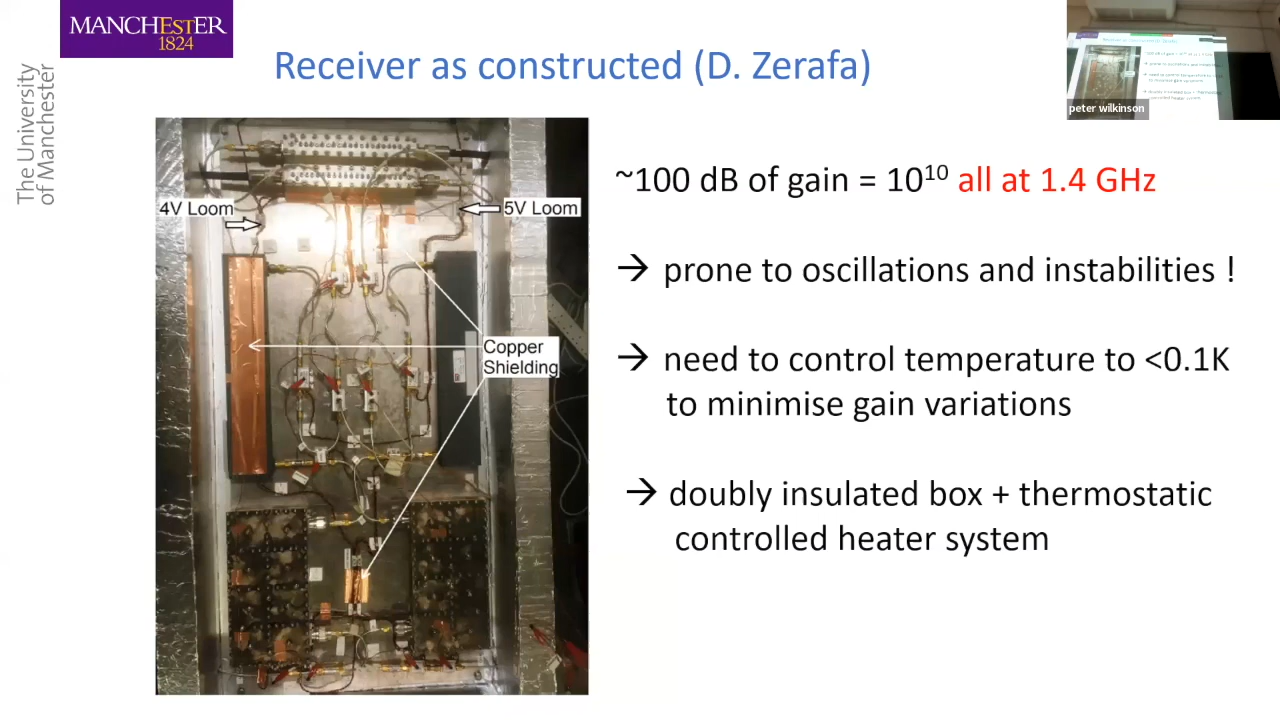 MANCHESTER
1824
The University
of Manchester
Receiver as constructed (D. Zerafa)
peter wilkinson
4V Loom
5V Loom
Copper
Shielding
~100 dB of gain = 10¹⁰ all at 1.4 GHz
→ prone to oscillations and instabilities !
→ need to control temperature to <0.1K
to minimise gain variations
→ doubly insulated box + thermostatic
controlled heater system